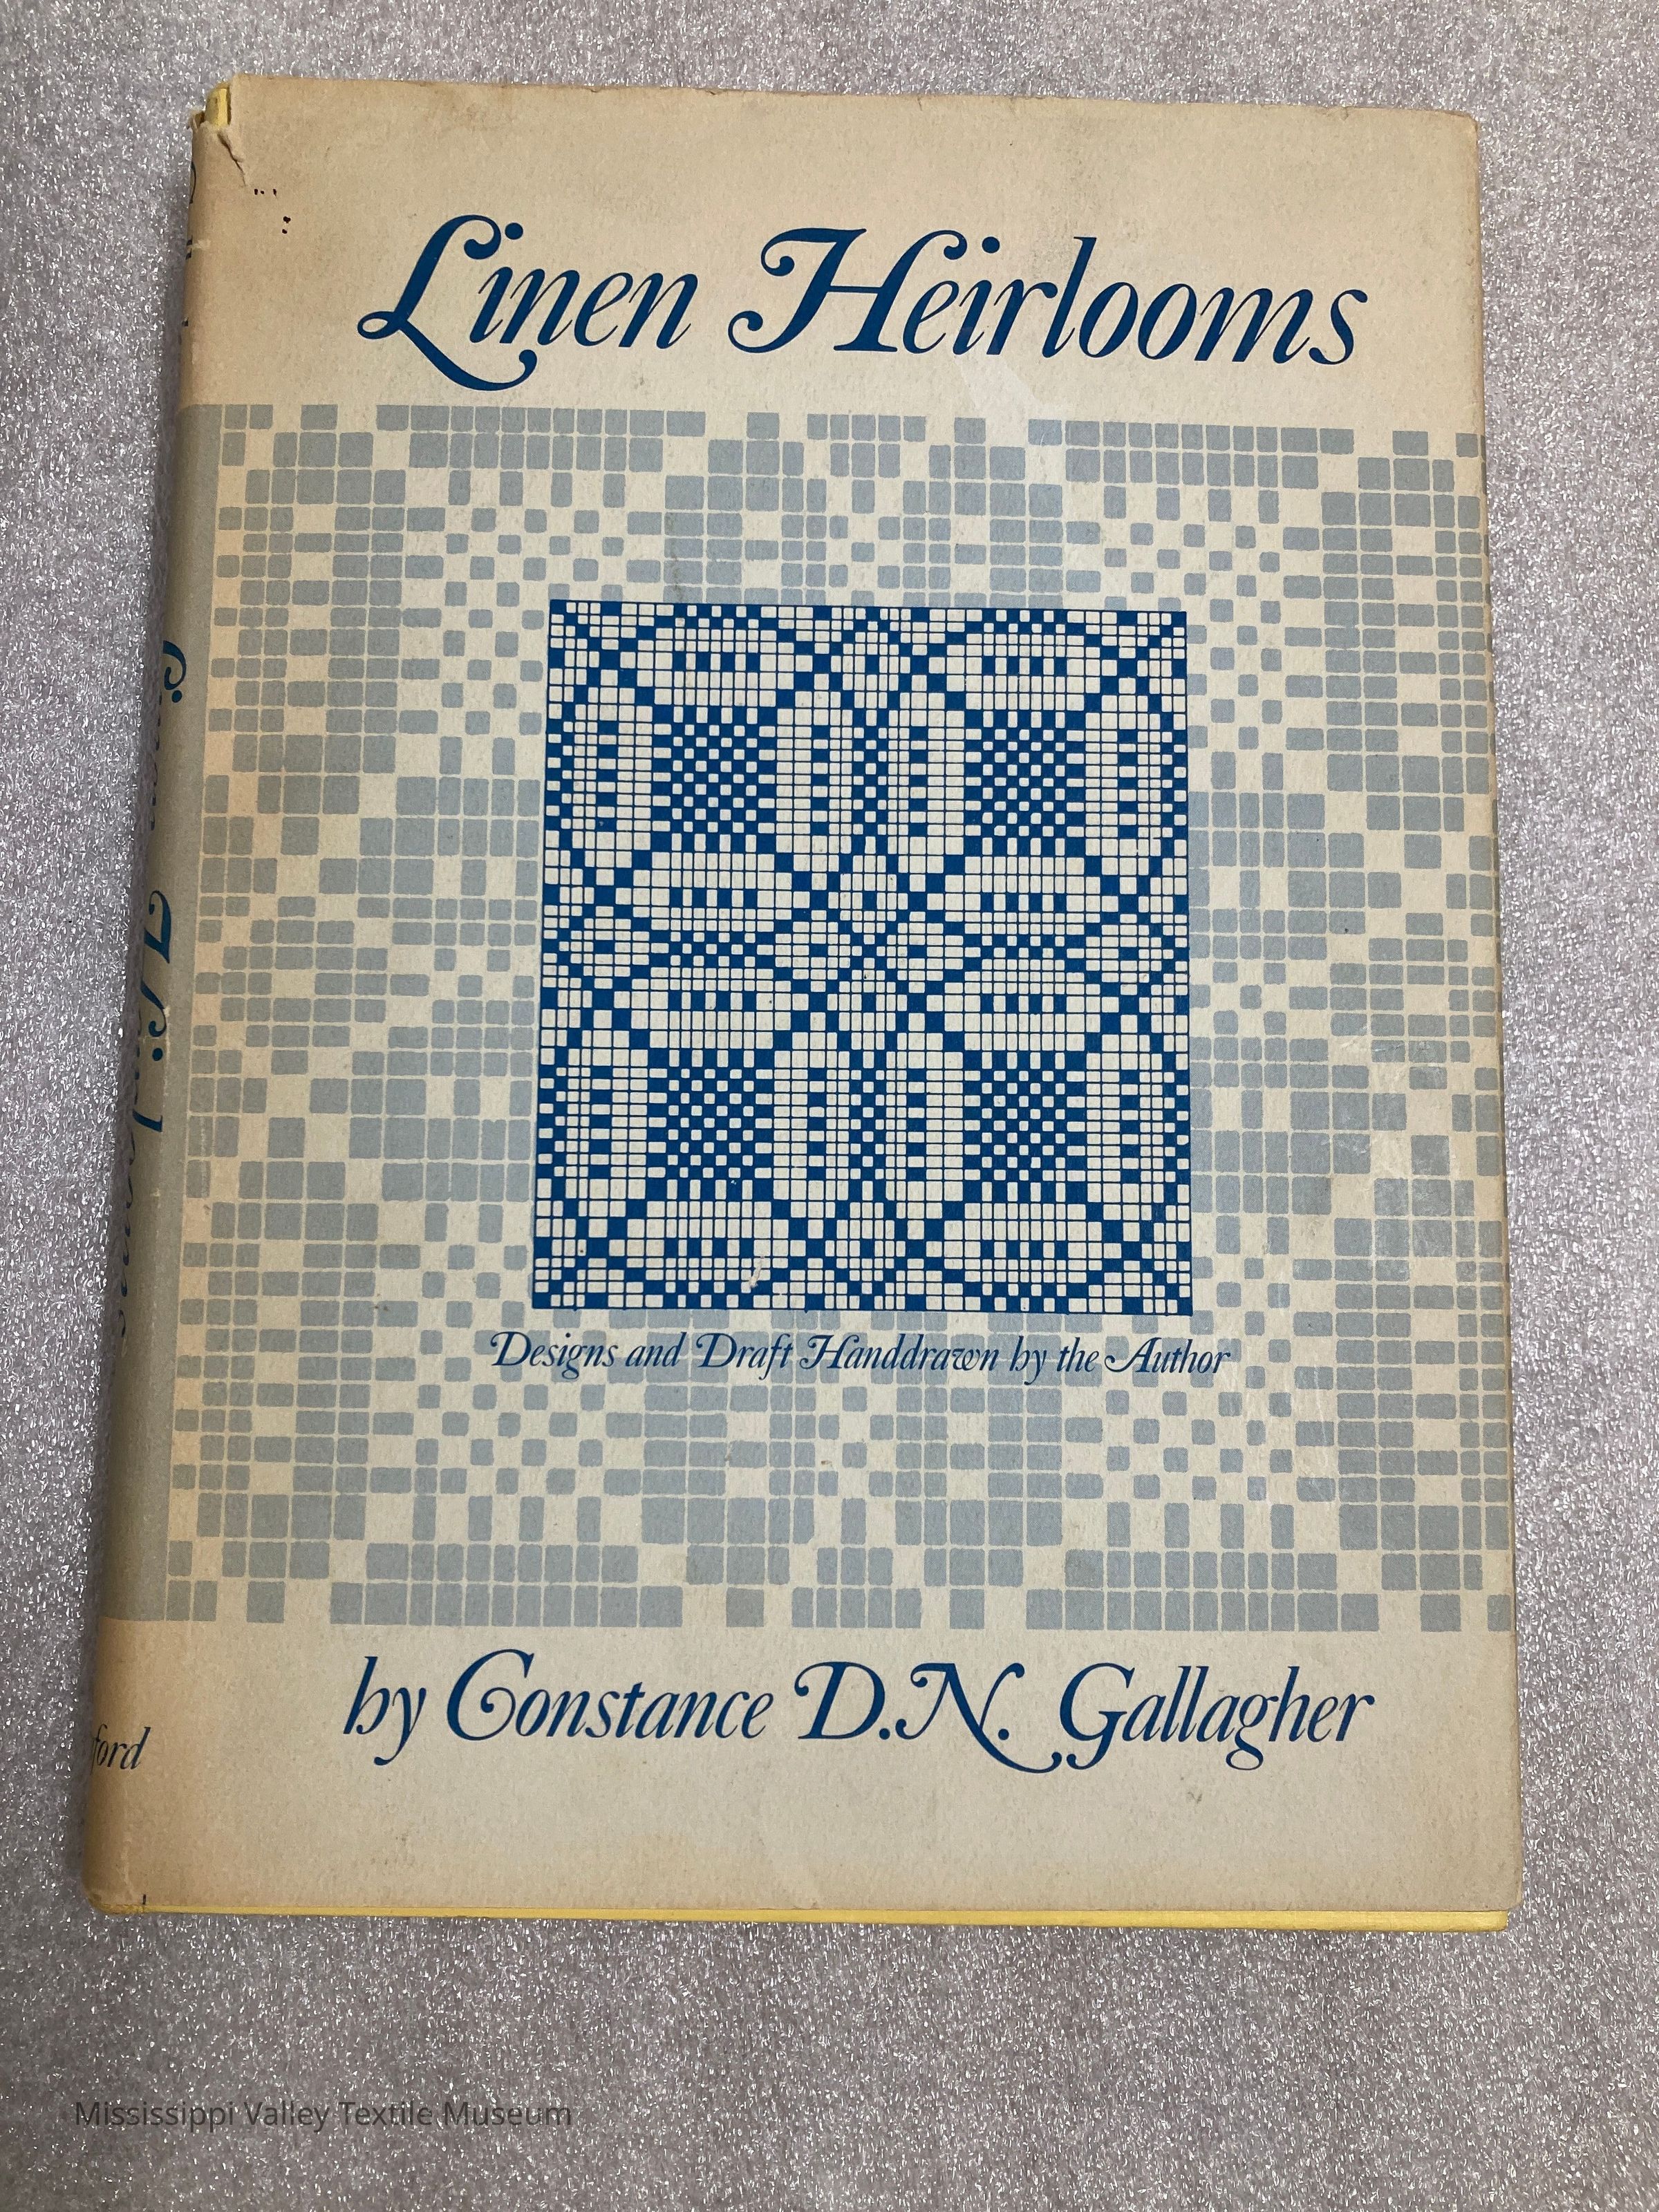 Linen Heirlooms
Designs and Draft Handdrawn by the Author
by Constance D.N. Gallagher
ford
Mississippi Valley Textile Museum